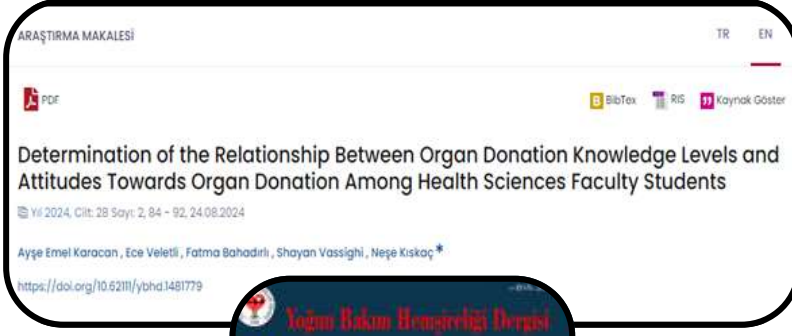 ARAŞTIRMA MAKALESİ
TR EN
PDF
BibTex RIS Kaynak Göster
Determination of the Relationship Between Organ Donation Knowledge Levels and
Attitudes Towards Organ Donation Among Health Sciences Faculty Students
Yıl 2024, Cilt: 28 Sayı: 2, 84 - 92, 24.08.2024
Ayşe Emel Karacan , Ece Veletli , Fatma Bahadırlı , Shayan Vassighi , Neşe Kıskaç *
https://doi.org/10.62111/ybhd.1481779
Yoğun Bakım Hemşireliği Dergisi